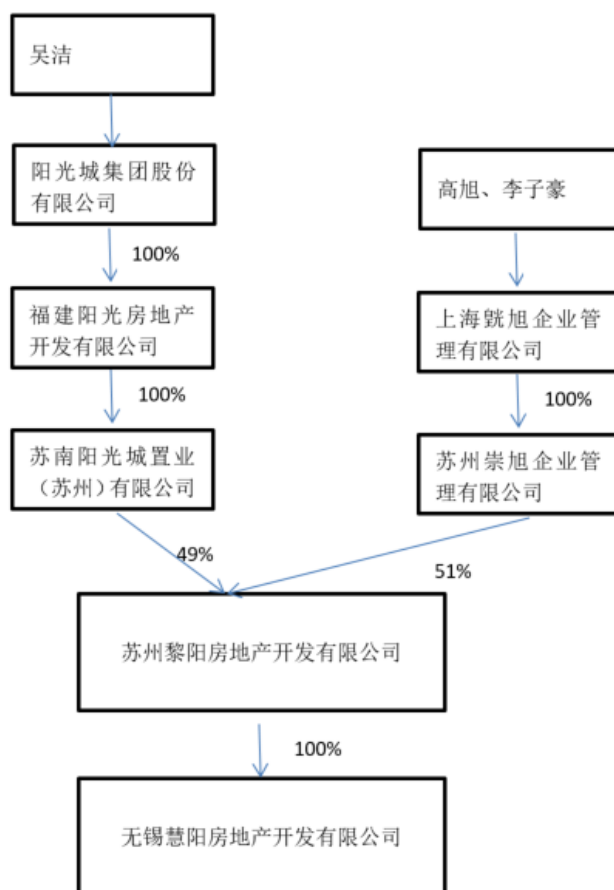 吴洁
阳光城集团股份
有限公司
高旭、李子豪
100%
福建阳光房地产
开发有限公司
上海毲旭企业管
理有限公司
100%
100%
苏南阳光城置业
（苏州）有限公司
苏州崇旭企业管
理有限公司
49%
51%
苏州黎阳房地产开发有限公司
100%
无锡慧阳房地产开发有限公司